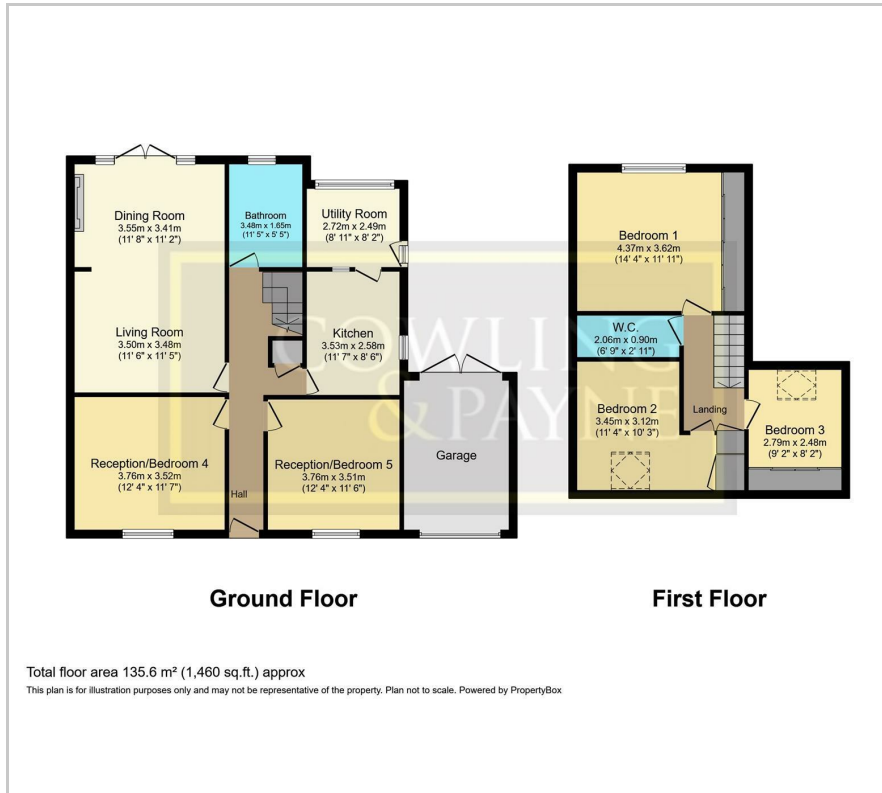 Dining Room
3.55m x 3.41m
(11' 8" x 11' 2")
Bathroom
3.48m x 1.65m
(11' 5" x 5' 5")
Utility Room
2.72m x 2.49m
(8' 11" x 8' 2")
Living Room
3.50m x 3.48m
(11' 6" x 11' 5")
Kitchen
3.53m x 2.58m
(11' 7" x 8' 6")
Reception/Bedroom 4
3.76m x 3.52m
(12' 4" x 11' 7")
Hall
Reception/Bedroom 5
3.76m x 3.51m
(12' 4" x 11' 6")
Garage
Ground Floor
Bedroom 1
4.37m x 3.62m
(14' 4" x 11' 11")
W.C.
2.06m x 0.90m
(6' 9" x 2' 11")
Bedroom 2
3.45m x 3.12m
(11' 4" x 10' 3")
Landing
Bedroom 3
2.79m x 2.48m
(9' 2" x 8' 2")
First Floor
COWLING
&PAYNE
Total floor area 135.6 m² (1,460 sq.ft.) approx
This plan is for illustration purposes only and may not be representative of the property. Plan not to scale. Powered by PropertyBox